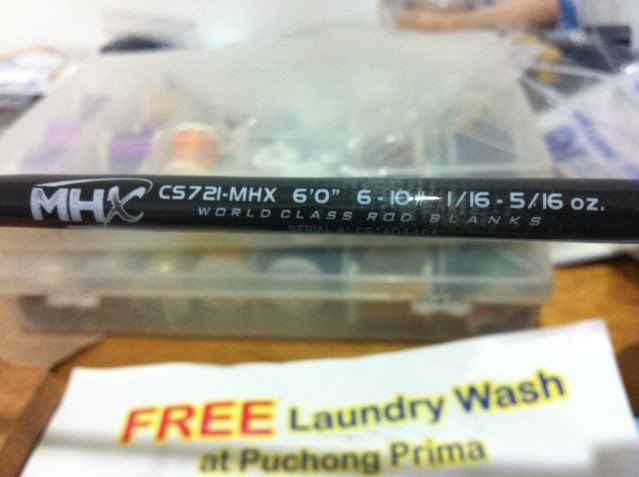 MHX CS721-MHX 6'0" 6-10# 1/16 - 5/16 oz.
WORLD CLASS ROD BLANKS
SERIAL #:
FREE Laundry Wash
at Puchong Prima